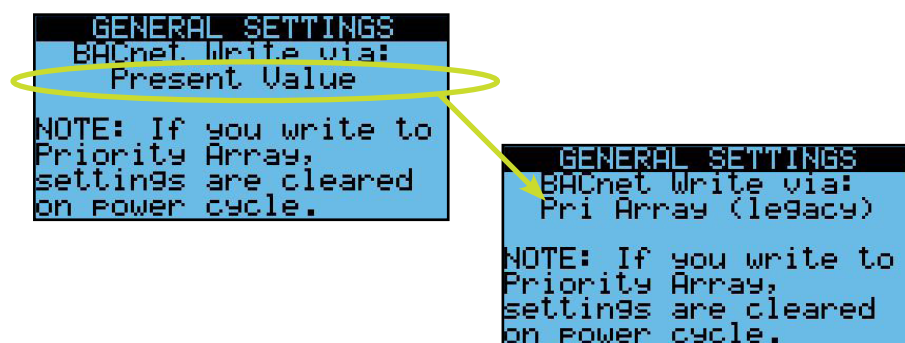 GENERAL SETTINGS
BACnet Write via:
Present Value
NOTE: If you write to
Priority Array,
settings are cleared
on power cycle.
GENERAL SETTINGS
BACnet Write via:
Pri Array (legacy)
NOTE: If you write to
Priority Array,
settings are cleared
on power cycle.